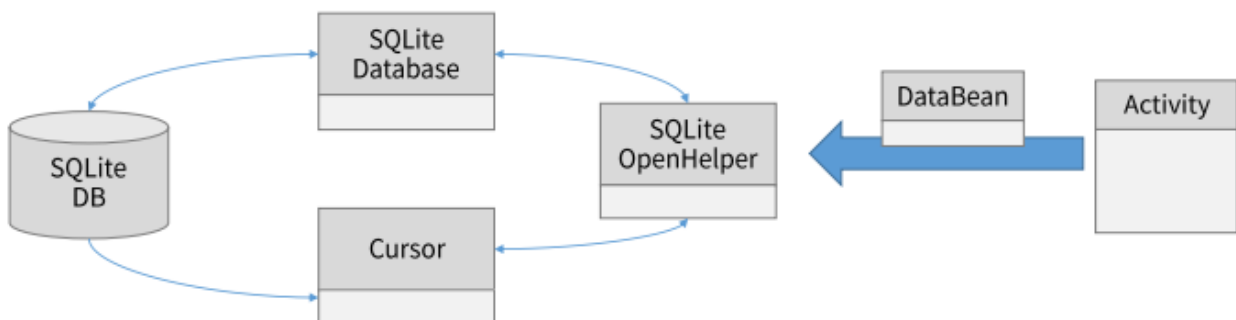 SQLite
Database
SQLite
DB
Cursor
SQLite
OpenHelper
DataBean
Activity